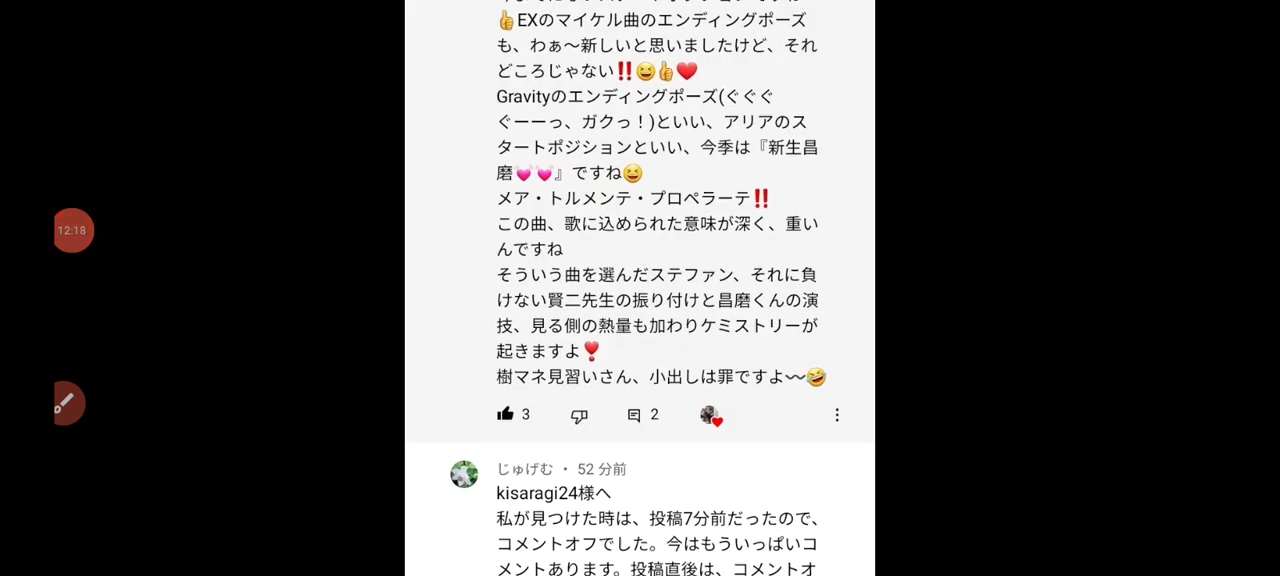 👍EXのマイケル曲のエンディングポーズ
も、わぁ〜新しいと思いましたけど、それ
どころじゃない‼️😆👍❤️
Gravityのエンディングポーズ(ぐぐぐ
ぐーーっ、ガクっ！)といい、アリアのス
タートポジションといい、今季は『新生昌
磨💓💓』ですね😆
メア・トルメンテ・プロペラーテ‼️
この曲、歌に込められた意味が深く、重い
んですね
そういう曲を選んだステファン、それに負
けない賢二先生の振り付けと昌磨くんの演
技、見る側の熱量も加わりケミストリーが
起きますよ❣️
樹マネ見習いさん、小出しは罪ですよ〰️🤣
3 2
じゅげむ ・ 52 分前
kisaragi24様へ
私が見つけた時は、投稿7分前だったので、
コメントオフでした。今はもういっぱいコ
メントあります。投稿直後は、コメントオ
12:18